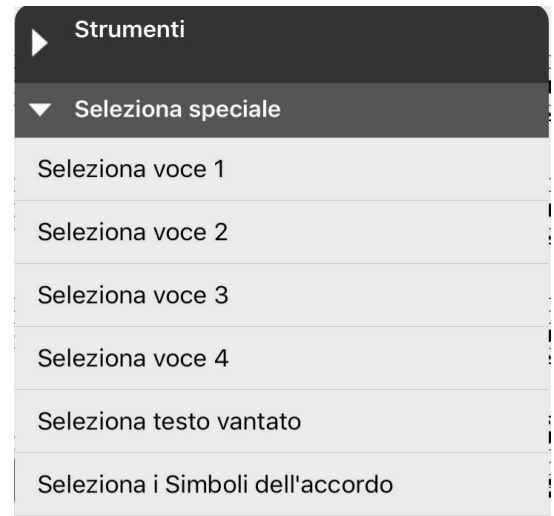 Strumenti
Seleziona speciale
Seleziona voce 1
Seleziona voce 2
Seleziona voce 3
Seleziona voce 4
Seleziona testo vantato
Seleziona i Simboli dell'accordo